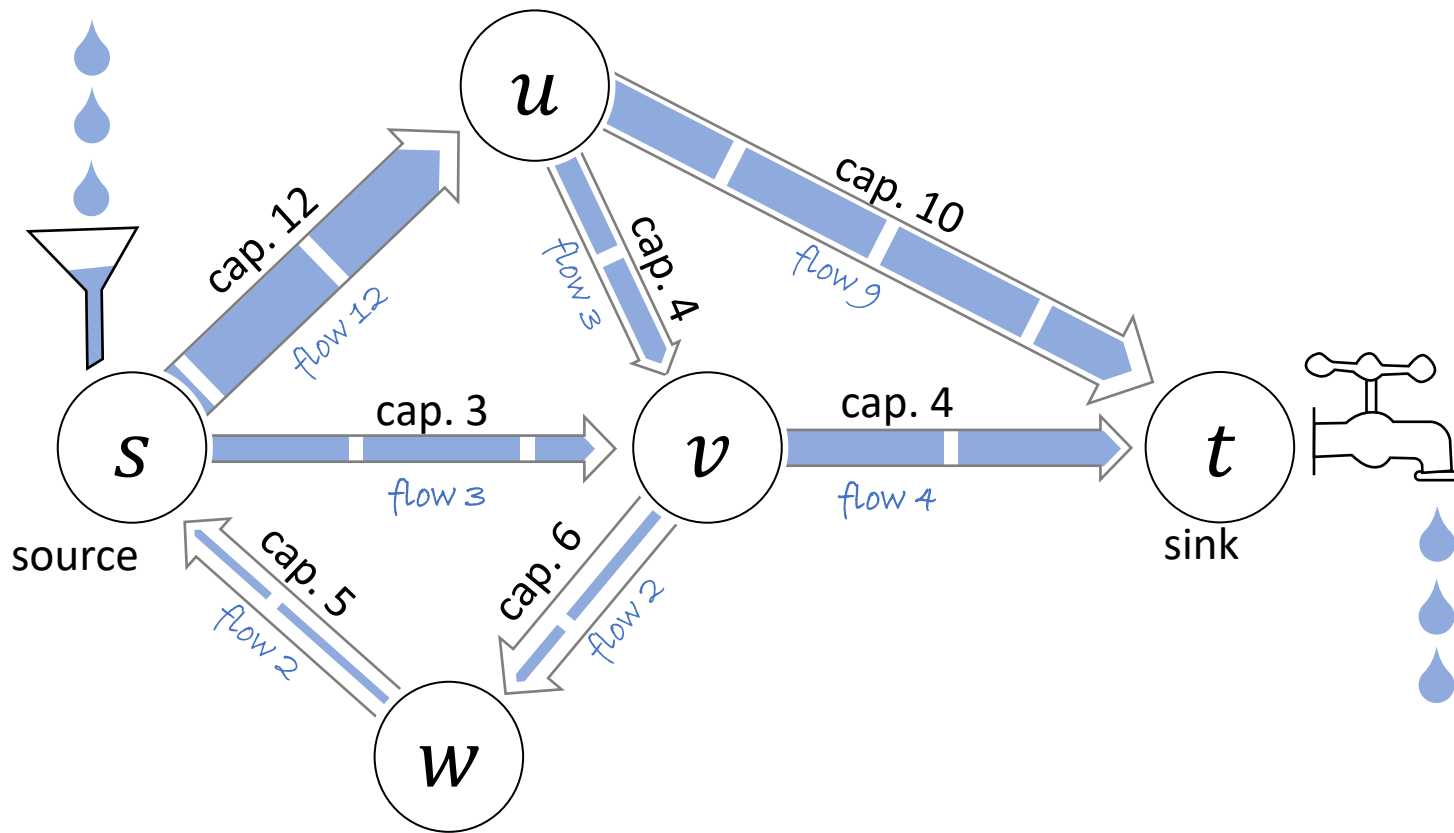 u
cap. 12
flow 12
cap. 10
flow 9
cap. 4
flow 3
s
source
cap. 3
flow 3
v
cap. 4
flow 4
t
sink
cap. 5
flow 2
cap. 6
flow 2
w